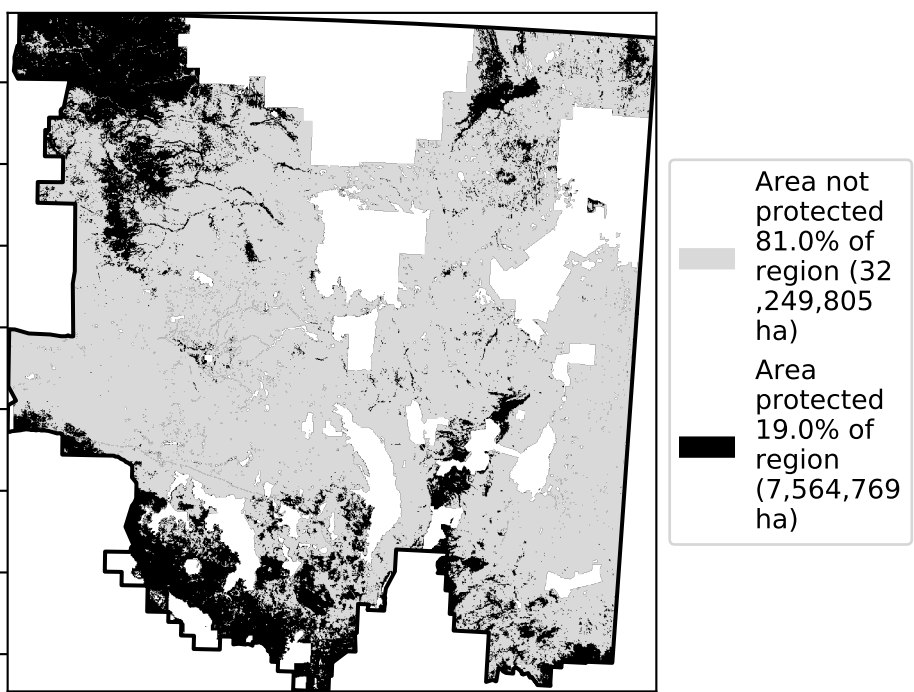 Area not
protected
81.0% of
region (32
,249,805
ha)
Area
protected
19.0% of
region
(7,564,769
ha)